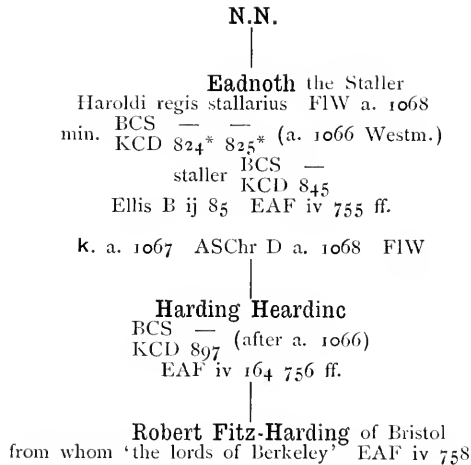 N.N.
Eadnoth the Staller
Haroldi regis stallarius FlW a. 1068
min. BCS — — (a. 1066 Westm.)
KCD 824* 825*
staller BCS —
KCD 845
Ellis B ij 85 EAF iv 755 ff.
k. a. 1067 ASChr D a. 1068 FlW
Harding Heardinc
BCS — (after a. 1066)
KCD 897
EAF iv 164 756 ff.
Robert Fitz-Harding of Bristol
from whom 'the lords of Berkeley' EAF iv 758